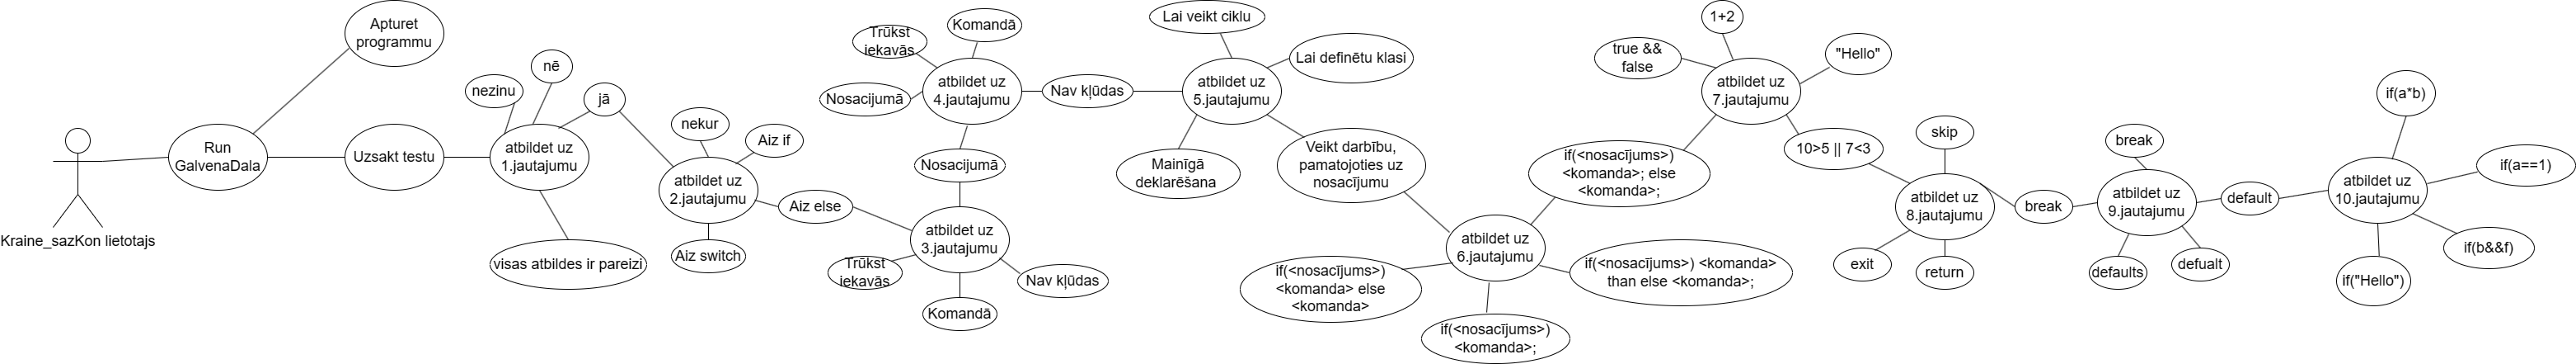 Kraine_sazKon lietotajs
Run
GalvenaDala
Apturet
programmu
Uzsakt testu
atbildet uz
1.jautajumu
nezinu
nē
jā
visas atbildes ir pareizi
atbildet uz
2.jautajumu
nekur
Aiz if
Aiz else
Aiz switch
atbildet uz
3.jautajumu
Trūkst
iekavās
Komandā
Nav kļūdas
Nosacijumā
atbildet uz
4.jautajumu
Trūkst
iekavās
Komandā
Nosacijumā
Nav kļūdas
atbildet uz
5.jautajumu
Lai veikt ciklu
Lai definētu klasi
Mainīgā
deklarēšana
Veikt darbību,
pamatojoties uz
nosacījumu
atbildet uz
6.jautajumu
if(<nosacījums>)
<komanda>; else
<komanda>;
if(<nosacījums>)
<komanda> else
<komanda>
if(<nosacījums>)
<komanda>;
if(<nosacījums>) <komanda>
than else <komanda>;
atbildet uz
7.jautajumu
1+2
true &&
false
"Hello"
10>5 || 7<3
atbildet uz
8.jautajumu
skip
exit
return
break
atbildet uz
9.jautajumu
break
defaults
defualt
default
atbildet uz
10.jautajumu
if(a*b)
if(a==1)
if(b&&f)
if("Hello")